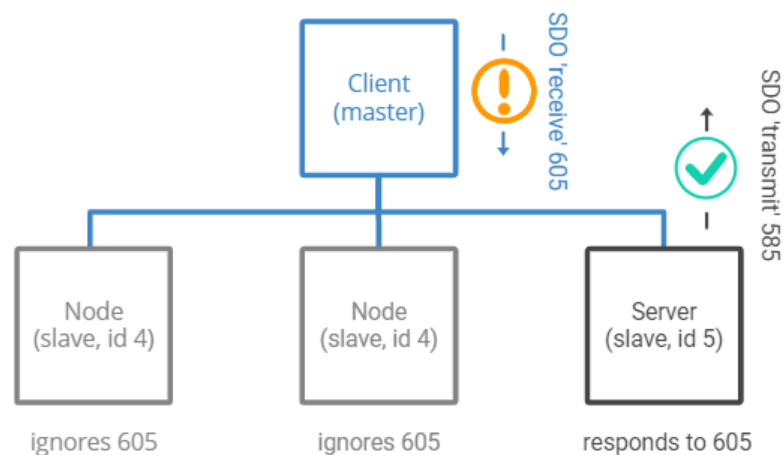 Client
(master)
SDO 'receive' 605
SDO 'transmit' 585
Node
(slave, id 4)
Node
(slave, id 4)
Server
(slave, id 5)
ignores 605
ignores 605
responds to 605